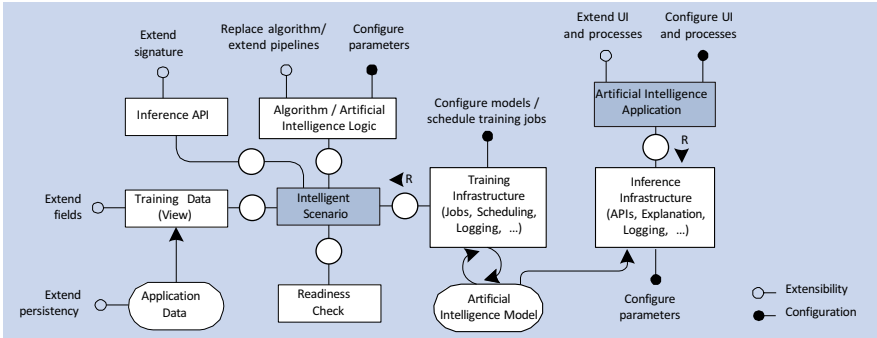 Extend
signature
Replace algorithm/
extend pipelines
Configure
parameters
Extend UI
and processes
Configure UI
and processes
Inference API
Algorithm / Artificial
Intelligence Logic
Configure models /
schedule training jobs
Artificial Intelligence
Application
R
R
Extend
fields
Training Data
(View)
Intelligent
Scenario
Training
Infrastructure
(Jobs, Scheduling,
Logging, ...)
Inference
Infrastructure
(APIs, Explanation,
Logging, ...)
Extend
persistency
Application
Data
Readiness
Check
Artificial
Intelligence Model
Configure
parameters
Extensibility
Configuration